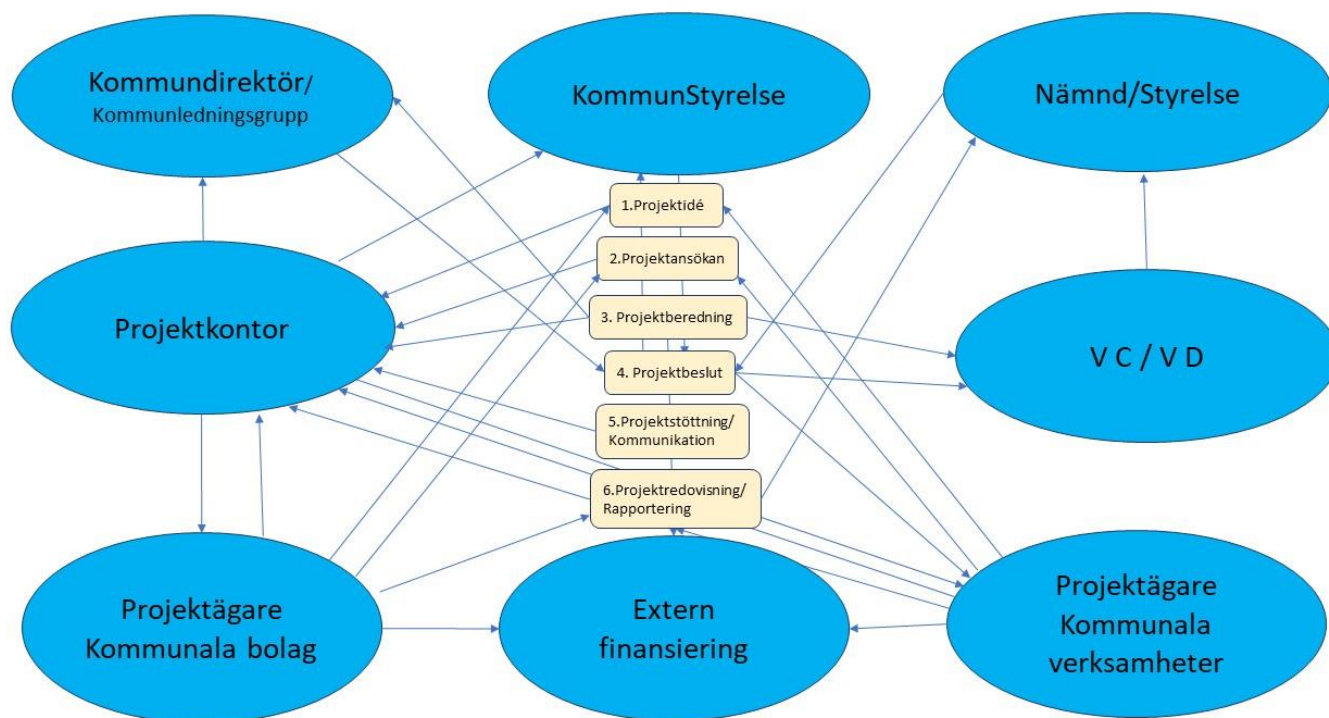 Kommundirektör/
Kommunledningsgrupp
KommunStyrelse
Nämnd/Styrelse
1.Projektidé
2.Projektansökan
3. Projektberedning
4. Projektbeslut
5.Projektstöttning/
Kommunikation
6.Projektredovisning/
Rapportering
Projektkontor
V C / V D
Projektägare
Kommunala bolag
Extern
finansiering
Projektägare
Kommunala
verksamheter